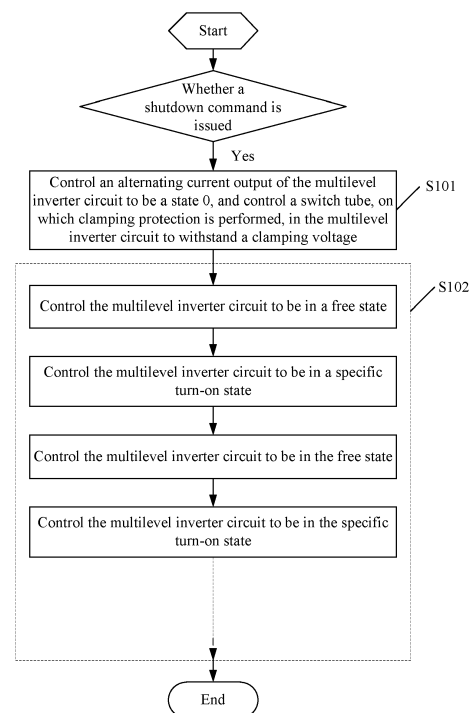 Start
Whether a
shutdown command is
issued
Yes
Control an alternating current output of the multilevel
inverter circuit to be a state 0, and control a switch tube, on
which clamping protection is performed, in the multilevel
inverter circuit to withstand a clamping voltage
S101
S102
Control the multilevel inverter circuit to be in a free state
Control the multilevel inverter circuit to be in a specific
turn-on state
Control the multilevel inverter circuit to be in the free state
Control the multilevel inverter circuit to be in the specific
turn-on state
End